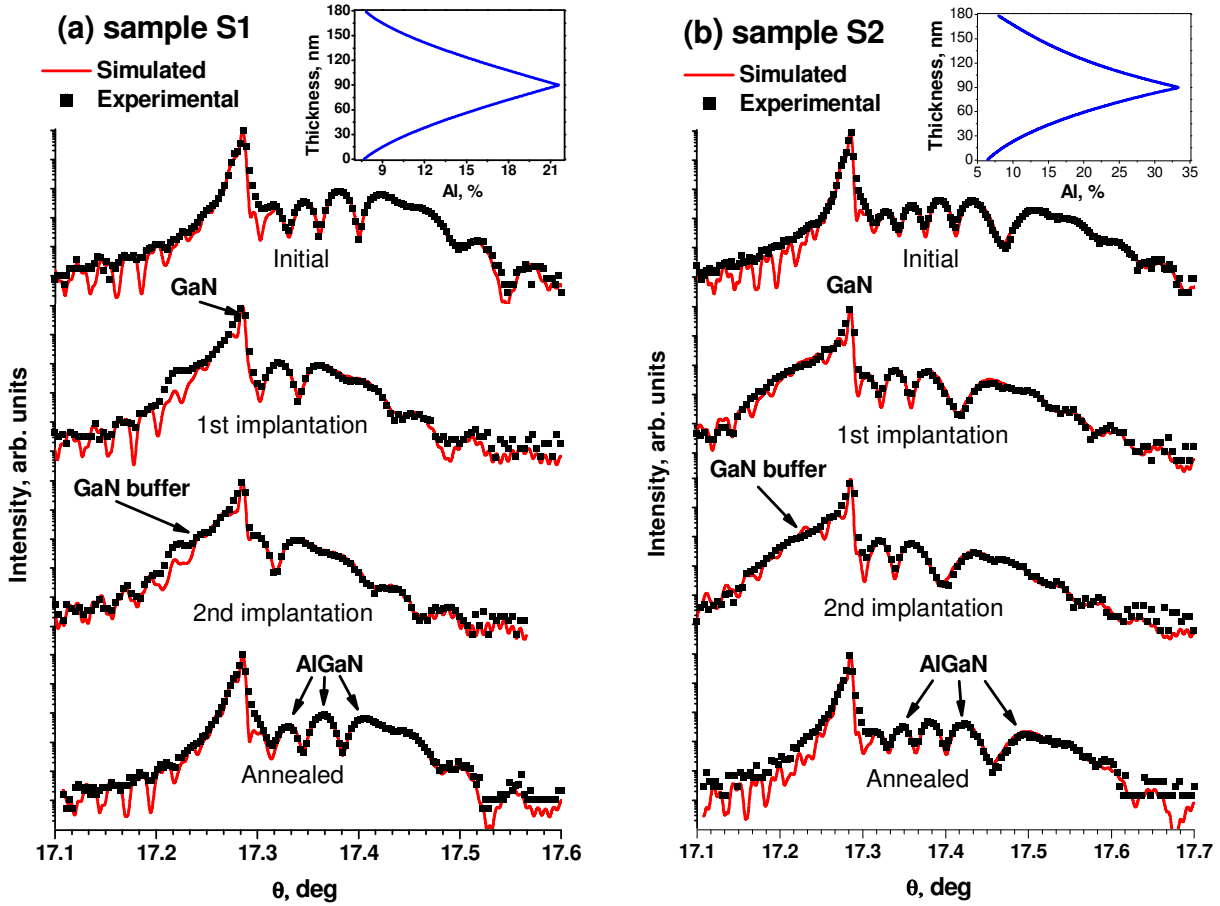 (a) sample S1
Simulated
Experimental
Thickness, nm
180
150
120
90
60
30
0
9 12 15 18 21
Al, %
Initial
GaN
1st implantation
GaN buffer
2nd implantation
AlGaN
Annealed
Intensity, arb. units
17.1 17.2 17.3 17.4 17.5 17.6
θ, deg
(b) sample S2
Simulated
Experimental
Thickness, nm
180
150
120
90
60
30
0
5 10 15 20 25 30 35
Al, %
Initial
GaN
1st implantation
GaN buffer
2nd implantation
AlGaN
Annealed
Intensity, arb. units
17.1 17.2 17.3 17.4 17.5 17.6 17.7
θ, deg